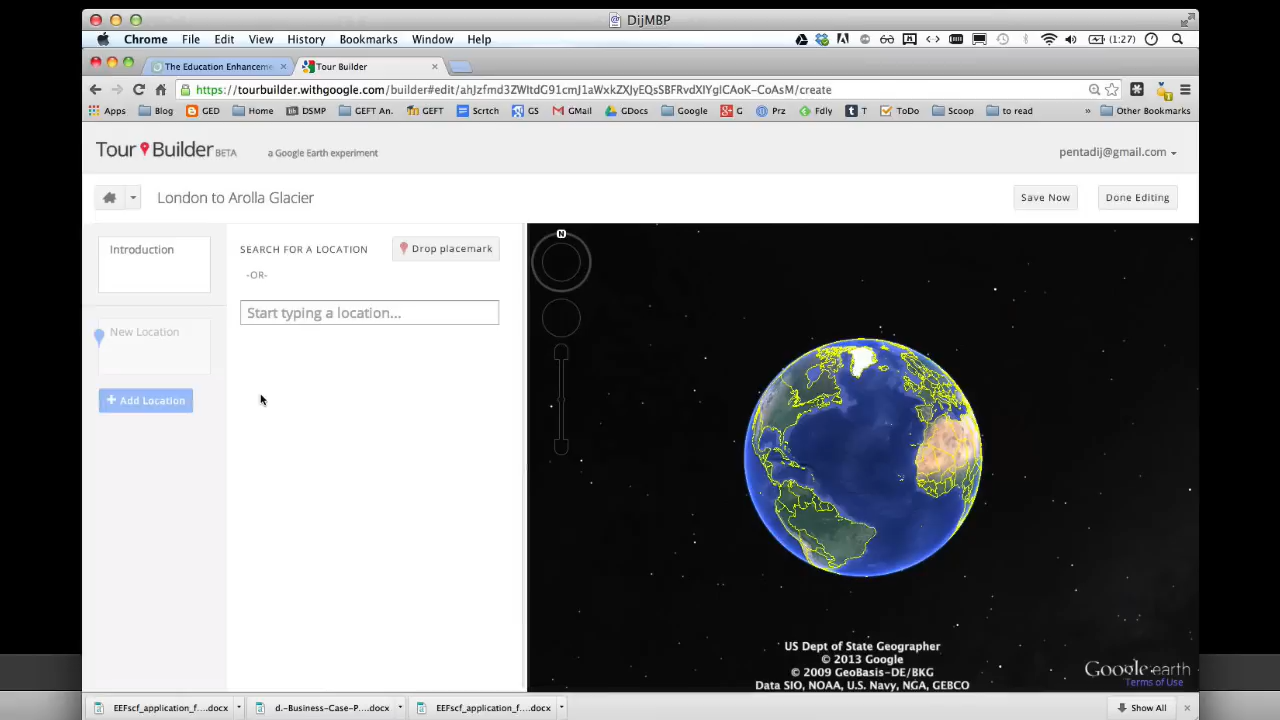 DijMBP
Chrome File Edit View History Bookmarks Window Help (1:27)
The Education Enhanceme
Tour Builder
https://tourbuilder.withgoogle.com/builder#edit/ahJzfmd3ZWItdG91cmJ1aWxkZXJyEQsSBFRvdXIYgICAoK-CoAsM/create
Apps Blog GED Home DSMP GEFT An. GEFT Scrtch GS GMail GDocs G Google Prz Fdly T ToDo Scoop to read » Other Bookmarks
Tour Builder BETA a Google Earth experiment pentadij@gmail.com
London to Arolla Glacier Save Now Done Editing
Introduction
SEARCH FOR A LOCATION Drop placemark
-OR-
Start typing a location...
New Location
+ Add Location
N
US Dept of State Geographer
© 2013 Google
© 2009 GeoBasis-DE/BKG
Data SIO, NOAA, U.S. Navy, NGA, GEBCO
Google earth
Terms of Use
EEFscf_application_f....docx d.-Business-Case-P....docx EEFscf_application_f....docx Show All